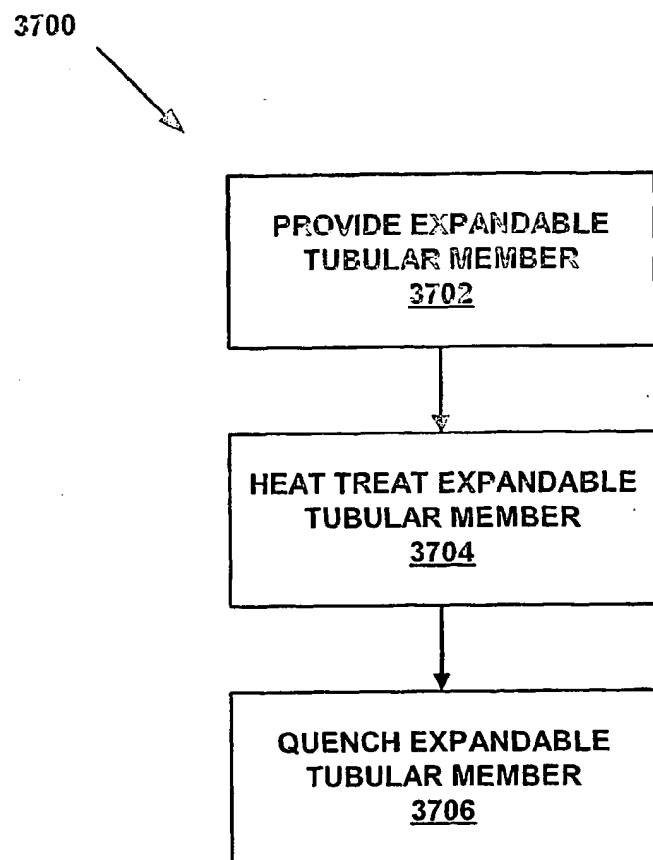 3700
PROVIDE EXPANDABLE
TUBULAR MEMBER
3702
HEAT TREAT EXPANDABLE
TUBULAR MEMBER
3704
QUENCH EXPANDABLE
TUBULAR MEMBER
3706